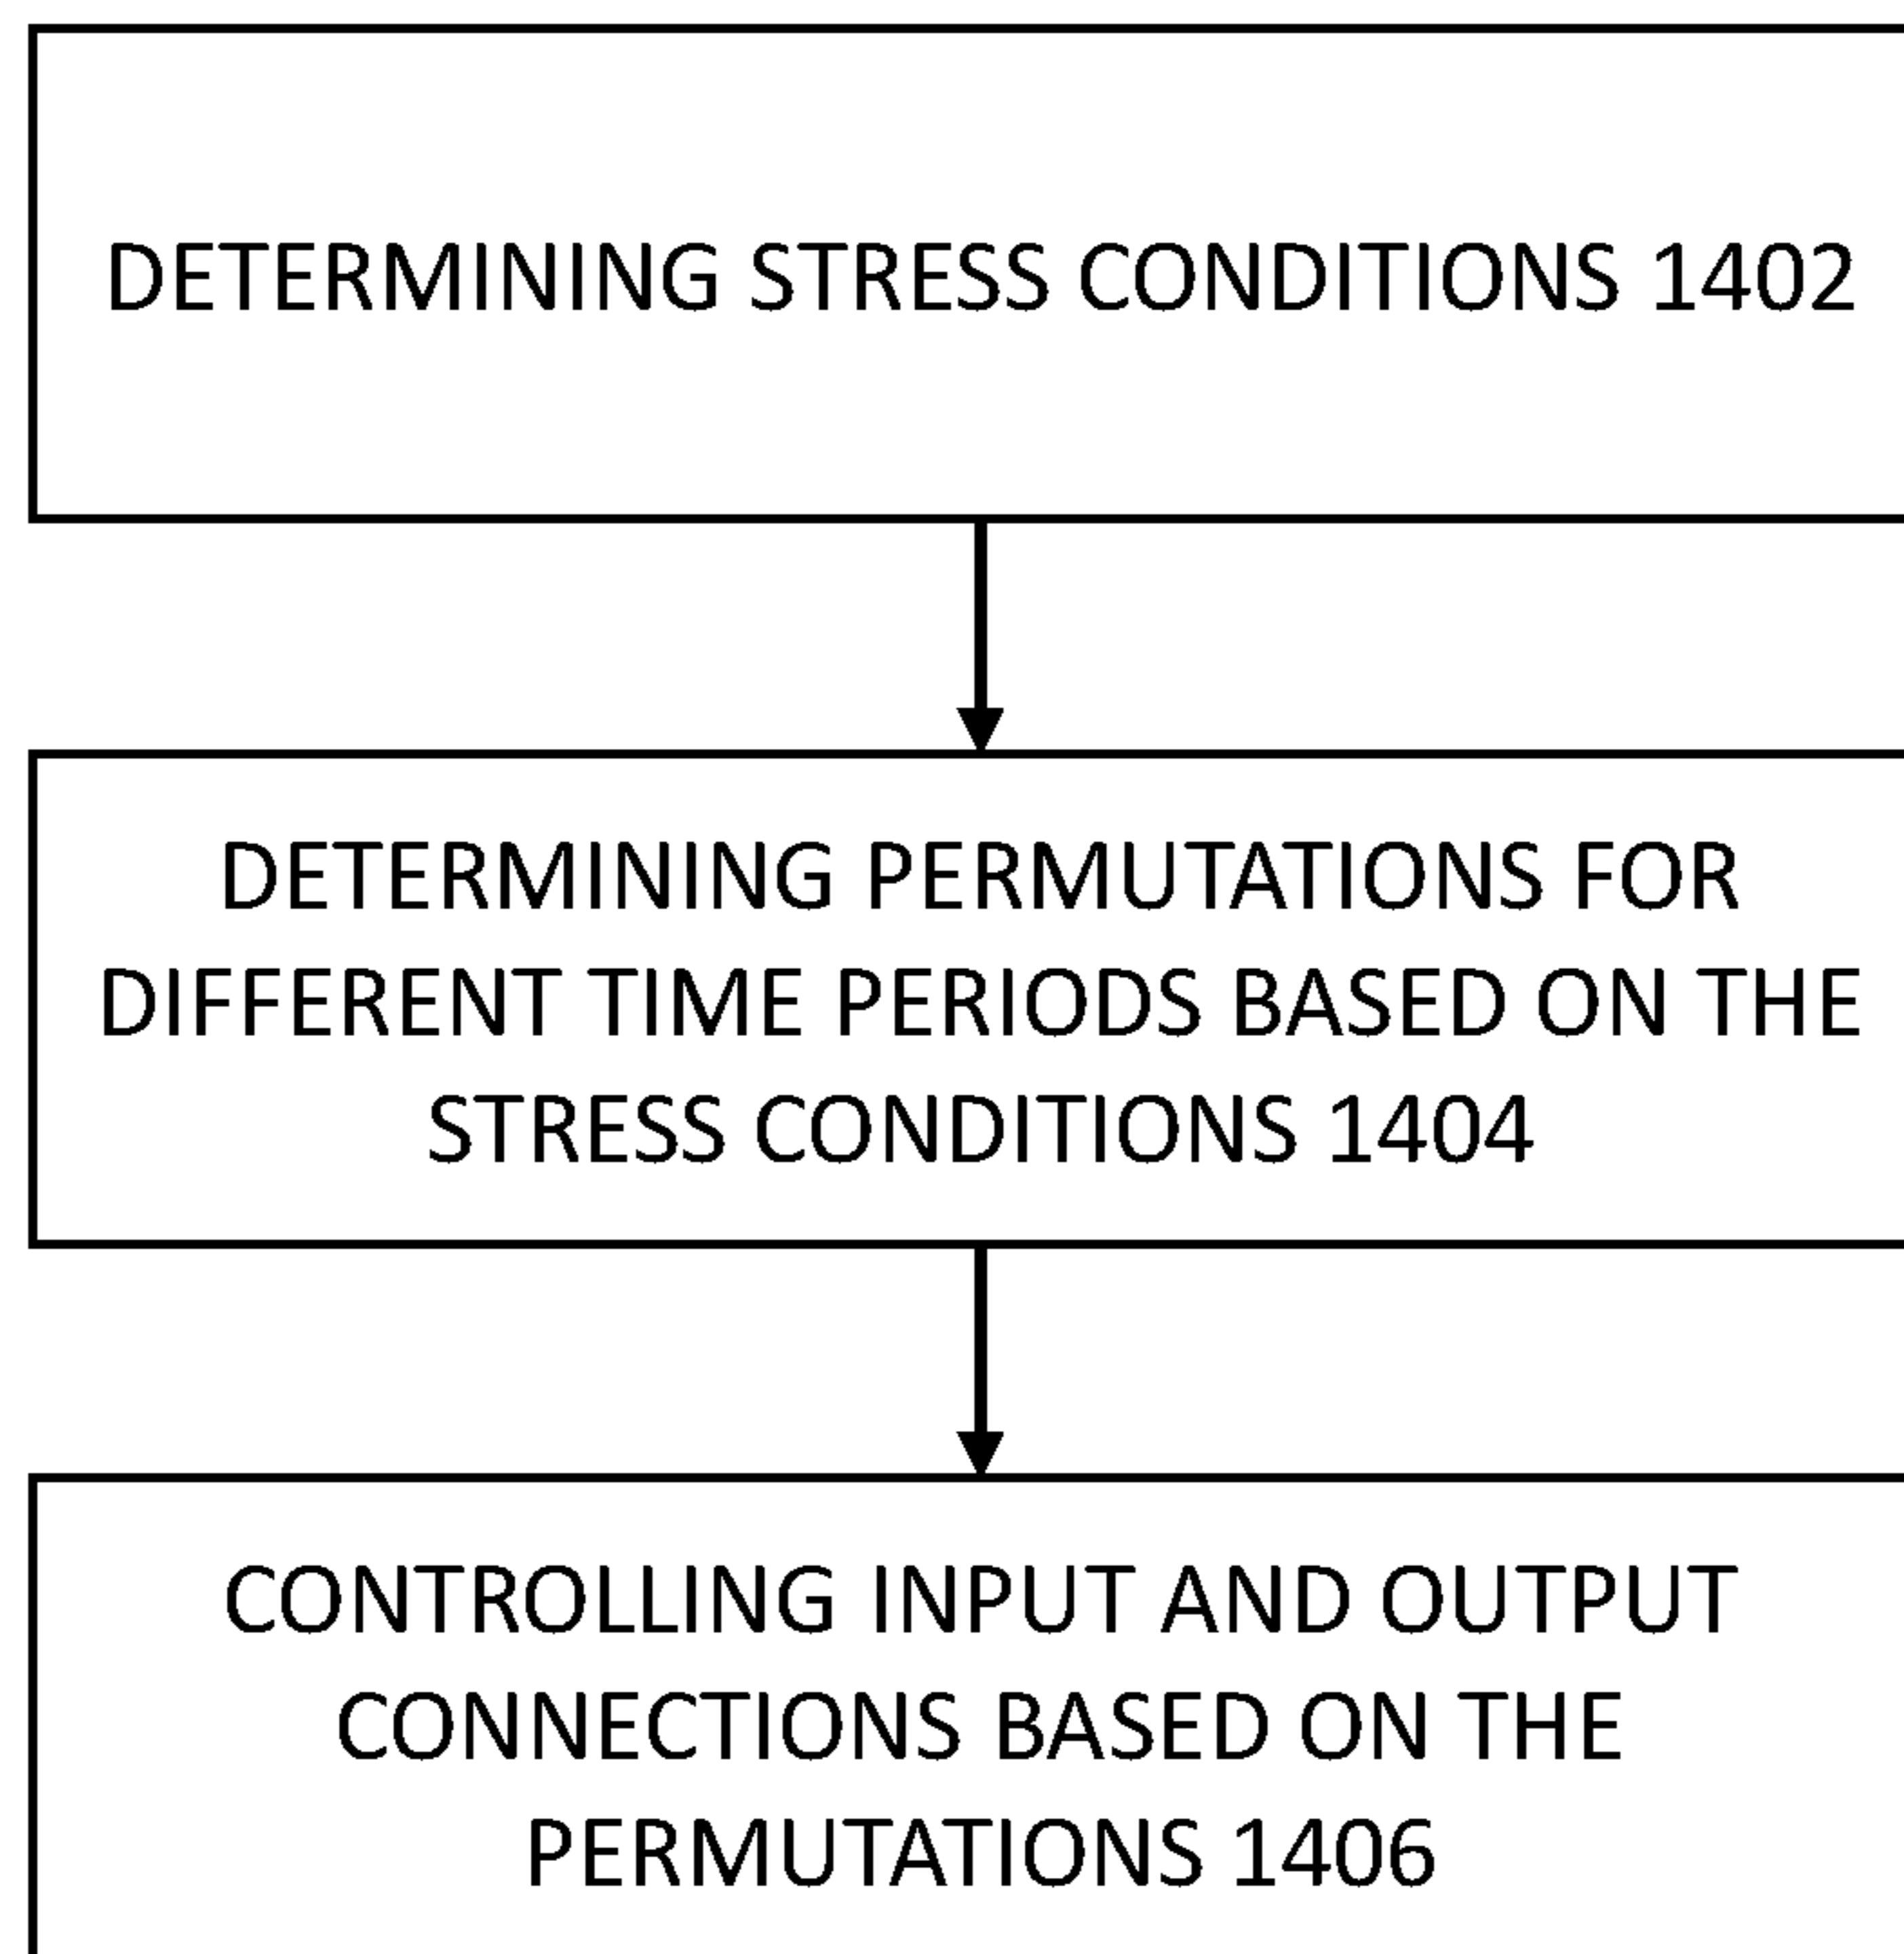 DETERMINING STRESS CONDITIONS 1402
DETERMINING PERMUTATIONS FOR
DIFFERENT TIME PERIODS BASED ON THE
STRESS CONDITIONS 1404
CONTROLLING INPUT AND OUTPUT
CONNECTIONS BASED ON THE
PERMUTATIONS 1406